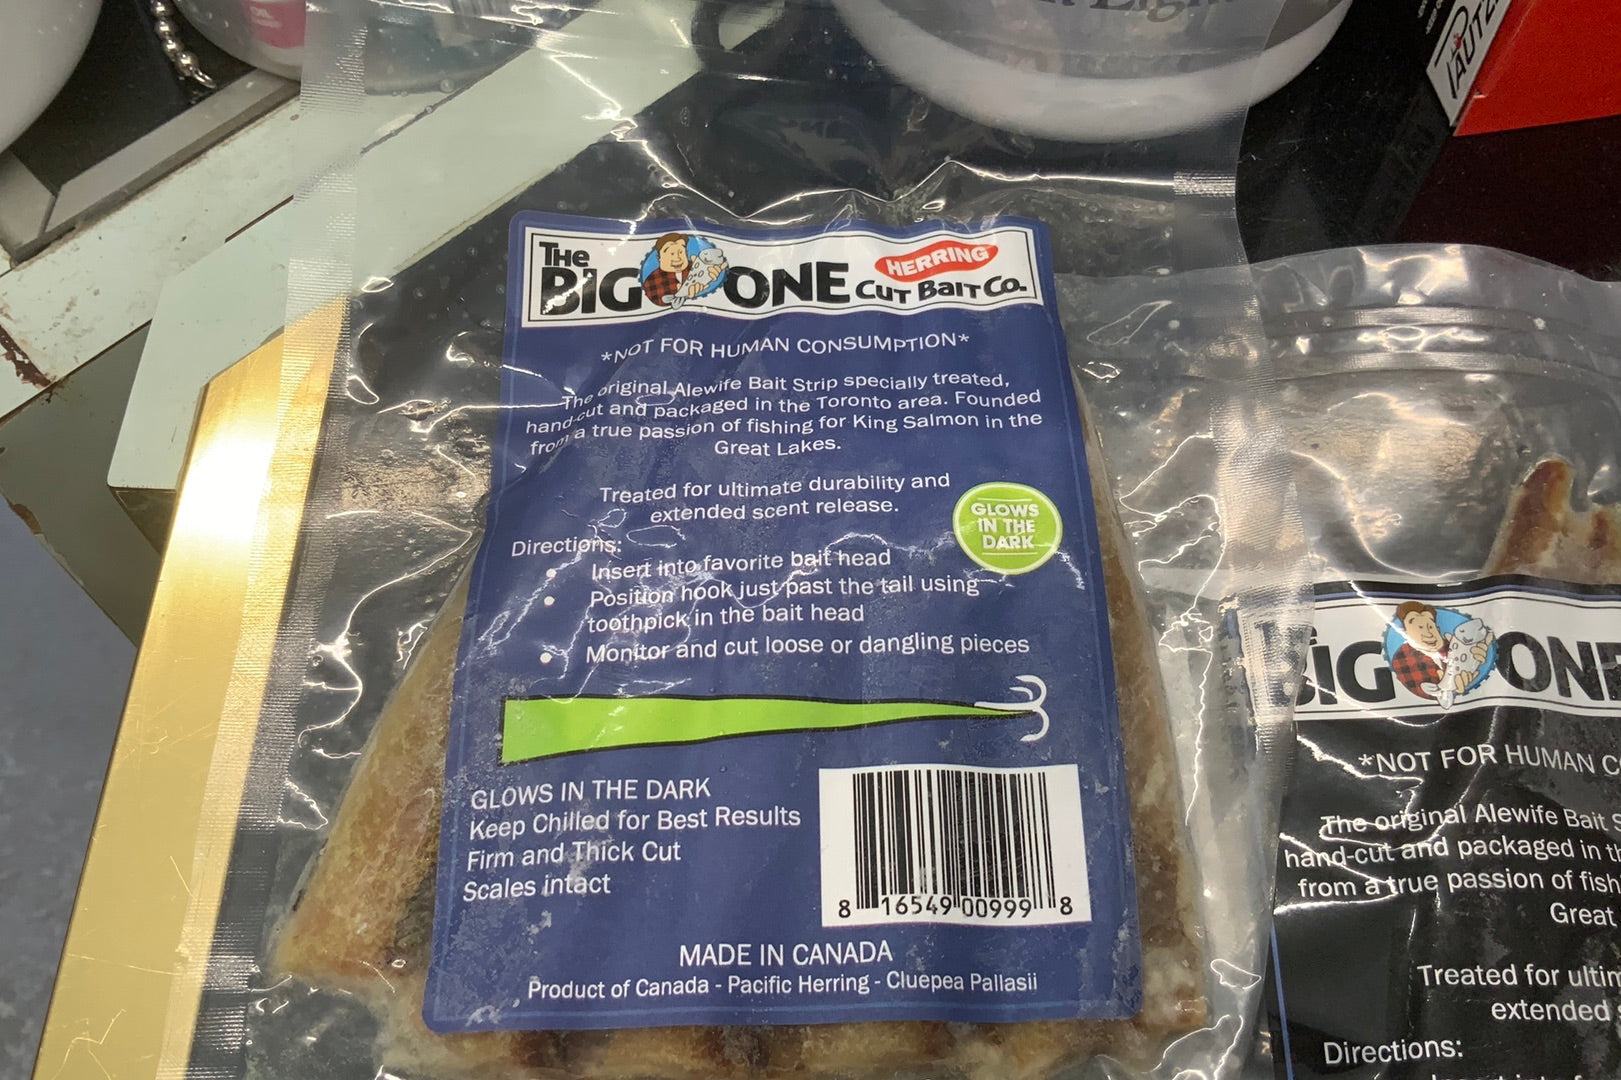 The
BIG ONE HERRING CUT BAIT Co.
*NOT FOR HUMAN CONSUMPTION*
The original Alewife Bait Strip specially treated,
hand-cut and packaged in the Toronto area. Founded
from a true passion of fishing for King Salmon in the
Great Lakes.
Treated for ultimate durability and
extended scent release.
GLOWS
IN THE
DARK
Directions:
• Insert into favorite bait head
• Position hook just past the tail using
toothpick in the bait head
• Monitor and cut loose or dangling pieces
GLOWS IN THE DARK
Keep Chilled for Best Results
Firm and Thick Cut
Scales intact
8 16549 00999 8
MADE IN CANADA
Product of Canada - Pacific Herring - Cluepea Pallasii
BIG ONE
*NOT FOR HUMAN
The original Alewife Bait
hand-cut and packaged in
from a true passion of
Great
Treated for
extended
Directions:
OIL
PAUTZ